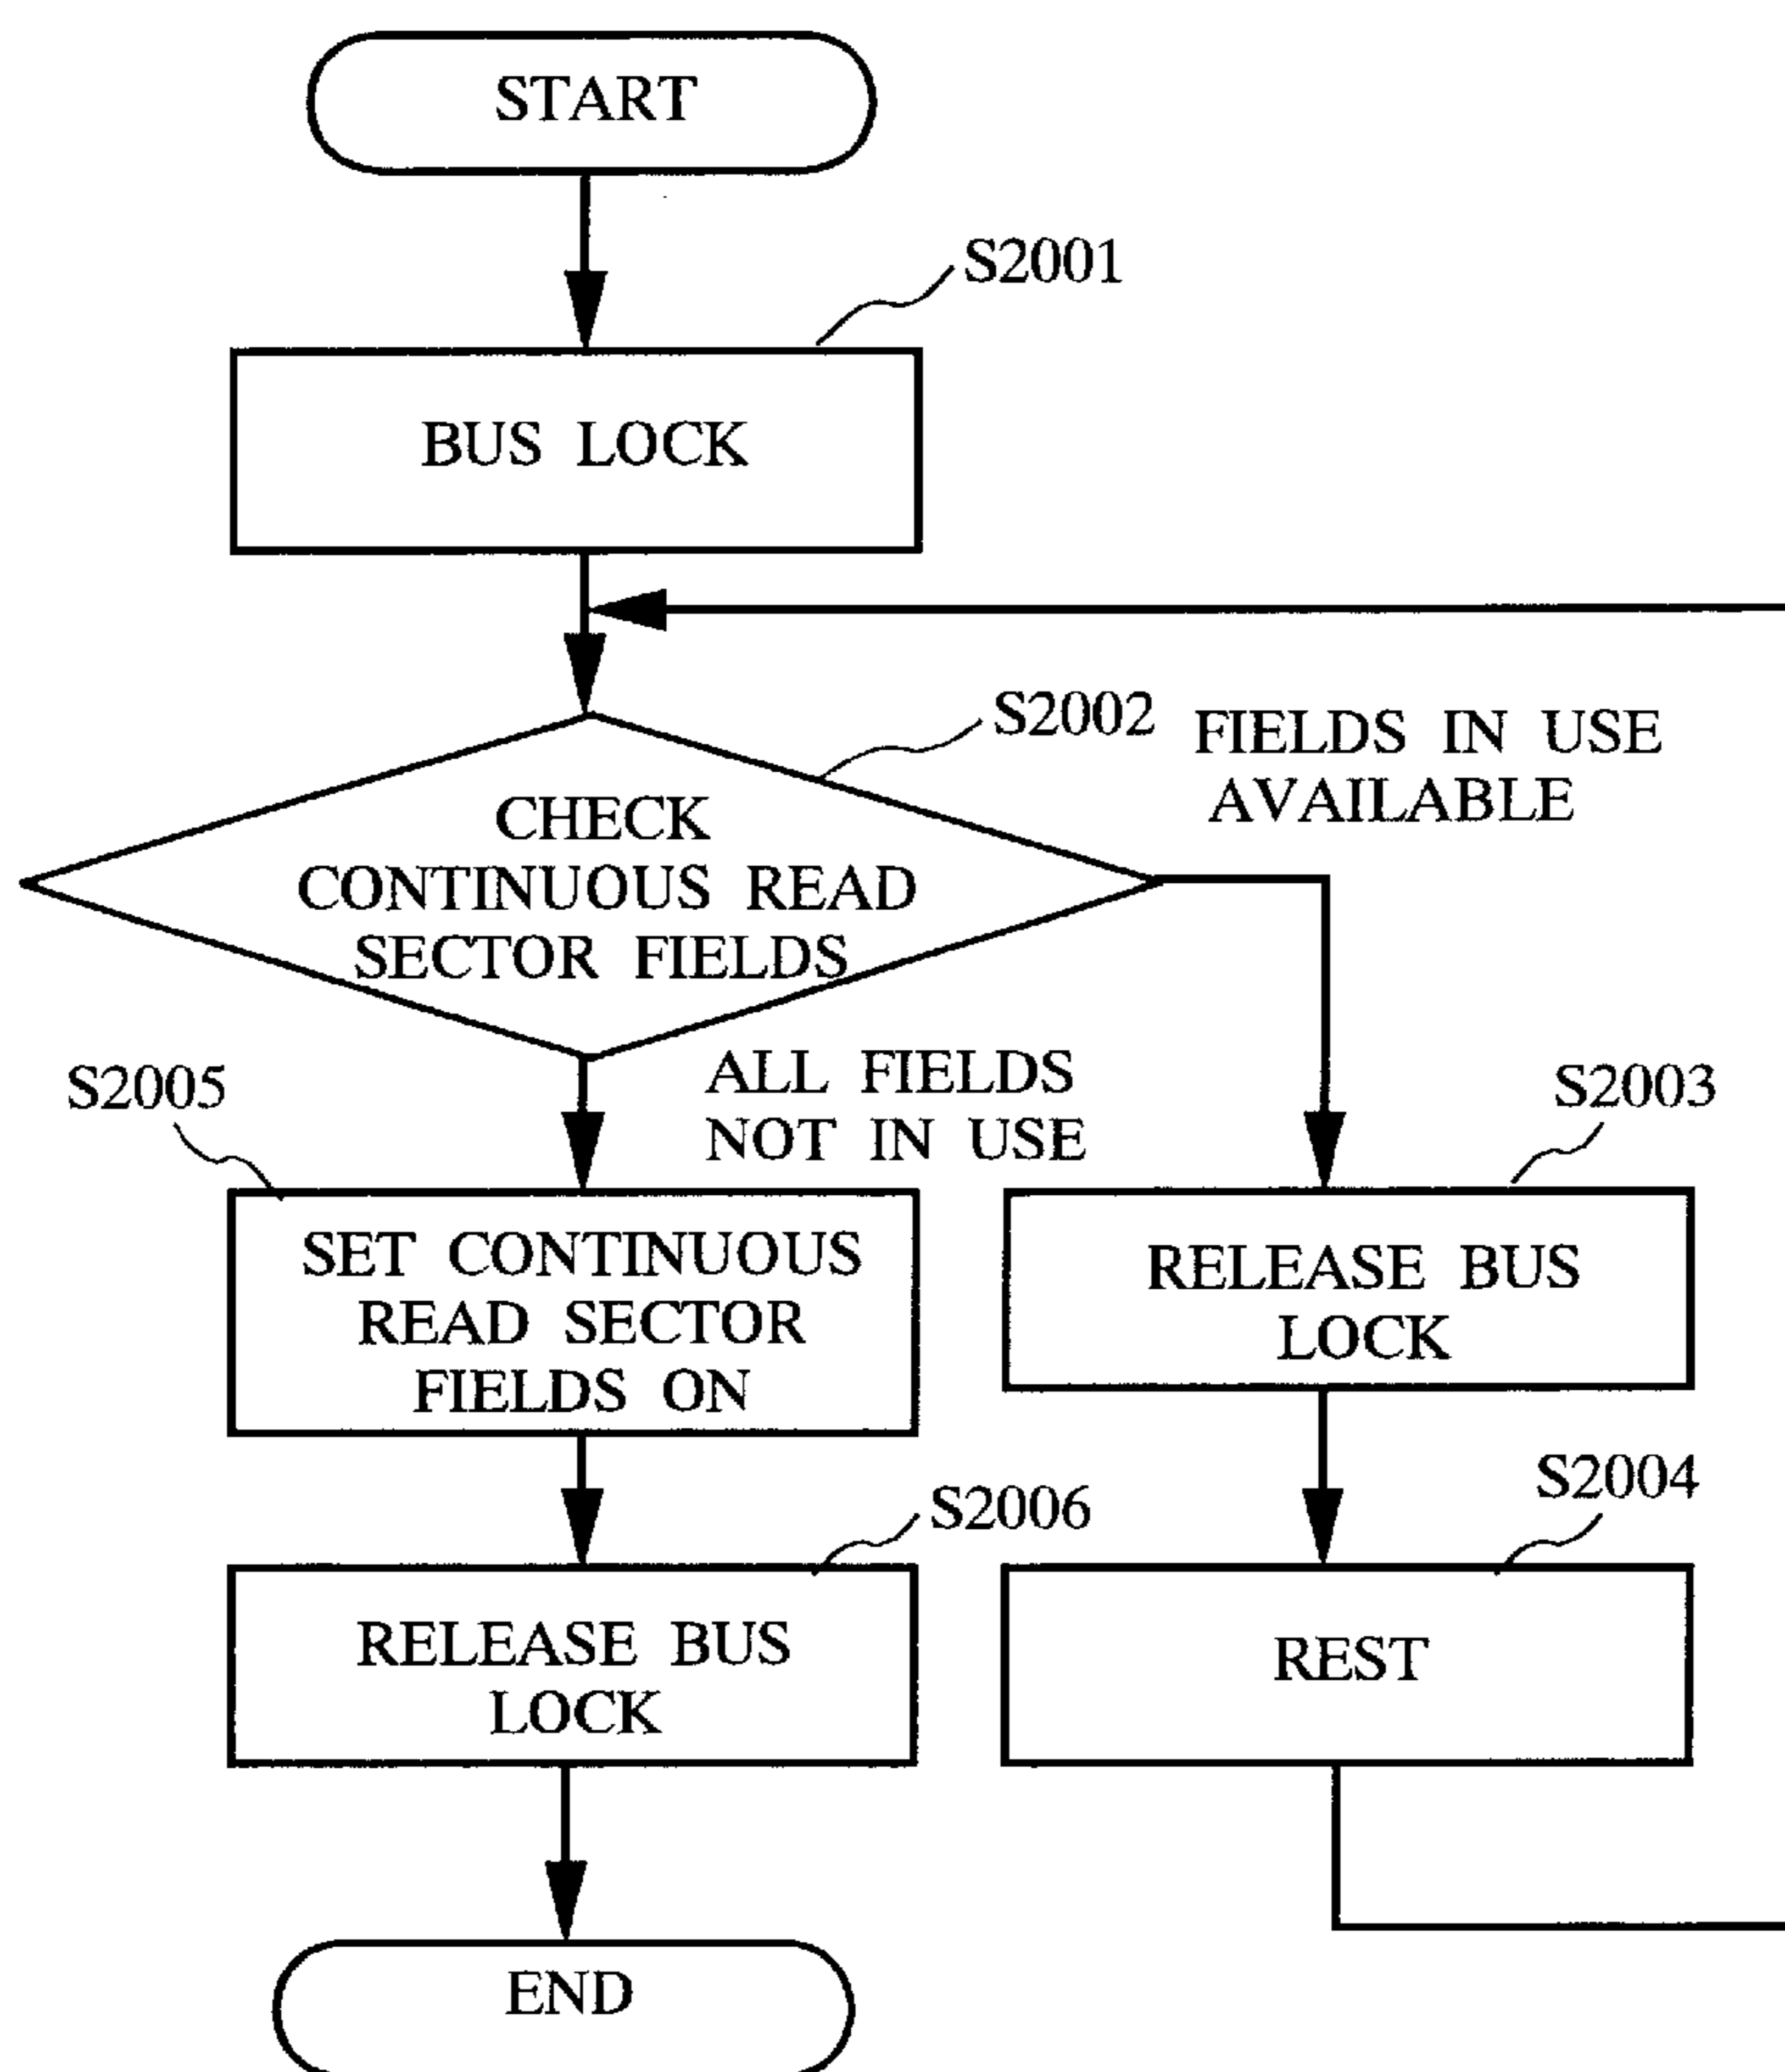 START
S2001
BUS LOCK
S2002
FIELDS IN USE
AVAILABLE
CHECK
CONTINUOUS READ
SECTOR FIELDS
ALL FIELDS
NOT IN USE
S2005
S2003
SET CONTINUOUS
READ SECTOR
FIELDS ON
RELEASE BUS
LOCK
S2006
S2004
RELEASE BUS
LOCK
REST
END